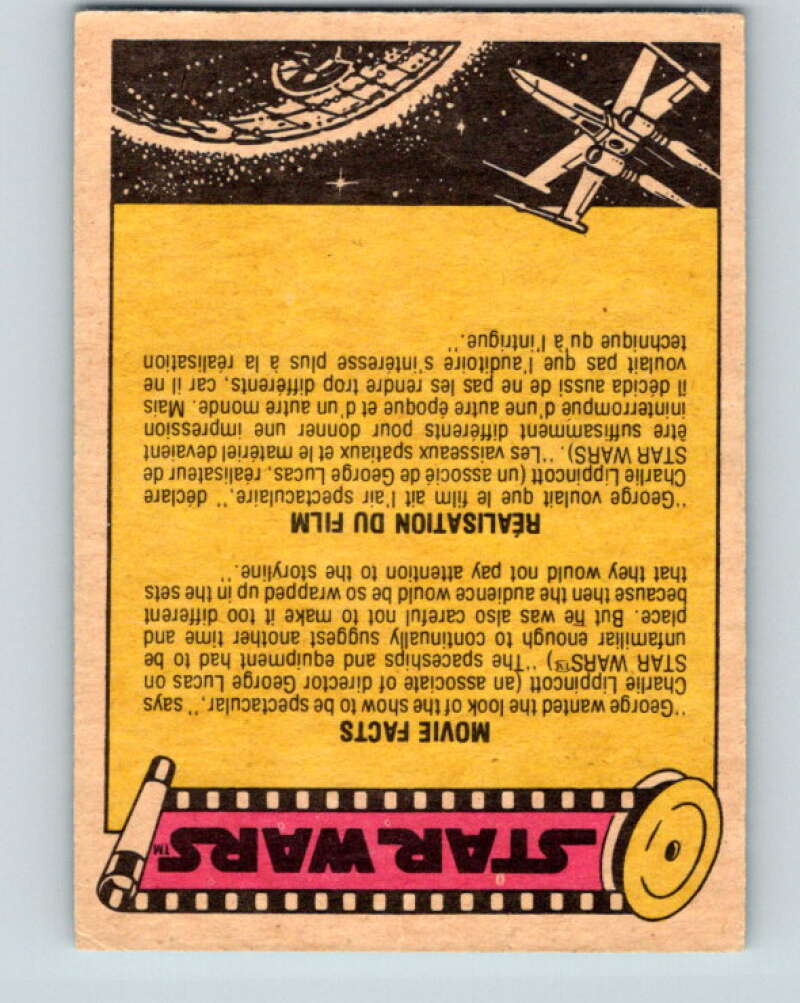 STAR WARS™
MOVIE FACTS
"George wanted the look of the show to be spectacular," says
Charlie Lippincott (an associate of director George Lucas on
STAR WARS™) "The spaceships and equipment had to be
unfamiliar enough to continually suggest another time and
place. But he was also careful not to make it too different
because then the audience would be so wrapped up in the sets
that they would not pay attention to the storyline."
RÉALISATION DU FILM
"George voulait que le film ait l'air spectaculaire," déclare
Charlie Lippincott (un associé de George Lucas, réalisateur de
STAR WARS). "Les vaisseaux spatiaux et le matériel devaient
être suffisamment différents pour donner une impression
ininterrompue d'une autre époque et d'un autre monde. Mais
il décida aussi de ne pas les rendre trop différents, car il ne
voulait pas que l'auditoire s'intéresse plus à la réalisation
technique qu'à l'intrigue."